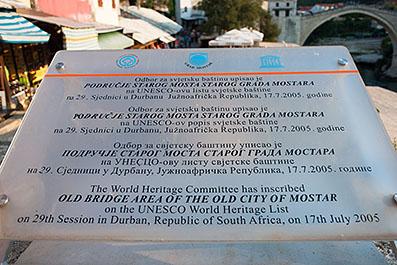 Odbor za svjetsku baštinu upisao je
PODRUČJE STAROG MOSTA STAROG GRADA MOSTARA
na UNESCO-ovu listu svjetske baštine
na 29. Sjednici u Durbanu, Južnoafrička Republika, 17.7.2005. godine
Odbor za svjetsku baštinu upisao je
PODRUČJE STAROG MOSTA STAROG GRADA MOSTARA
na UNESCO-ov popis svjetske baštine
na 29. Sjednici u Durbanu, Južnoafrička Republika, 17.7.2005. godine
Одбор за свјетску баштину уписао је
ПОДРУЧЈЕ СТАРОГ МОСТА СТАРОГ ГРАДА МОСТАРА
на УНЕСЦО-ову листу свјетске баштине
на 29. Сједници у Дурбану, Јужноафричка Република, 17.7.2005. године
The World Heritage Committee has inscribed
OLD BRIDGE AREA OF THE OLD CITY OF MOSTAR
on the UNESCO World Heritage List
on 29th Session in Durban, Republic of South Africa, on 17th July 2005